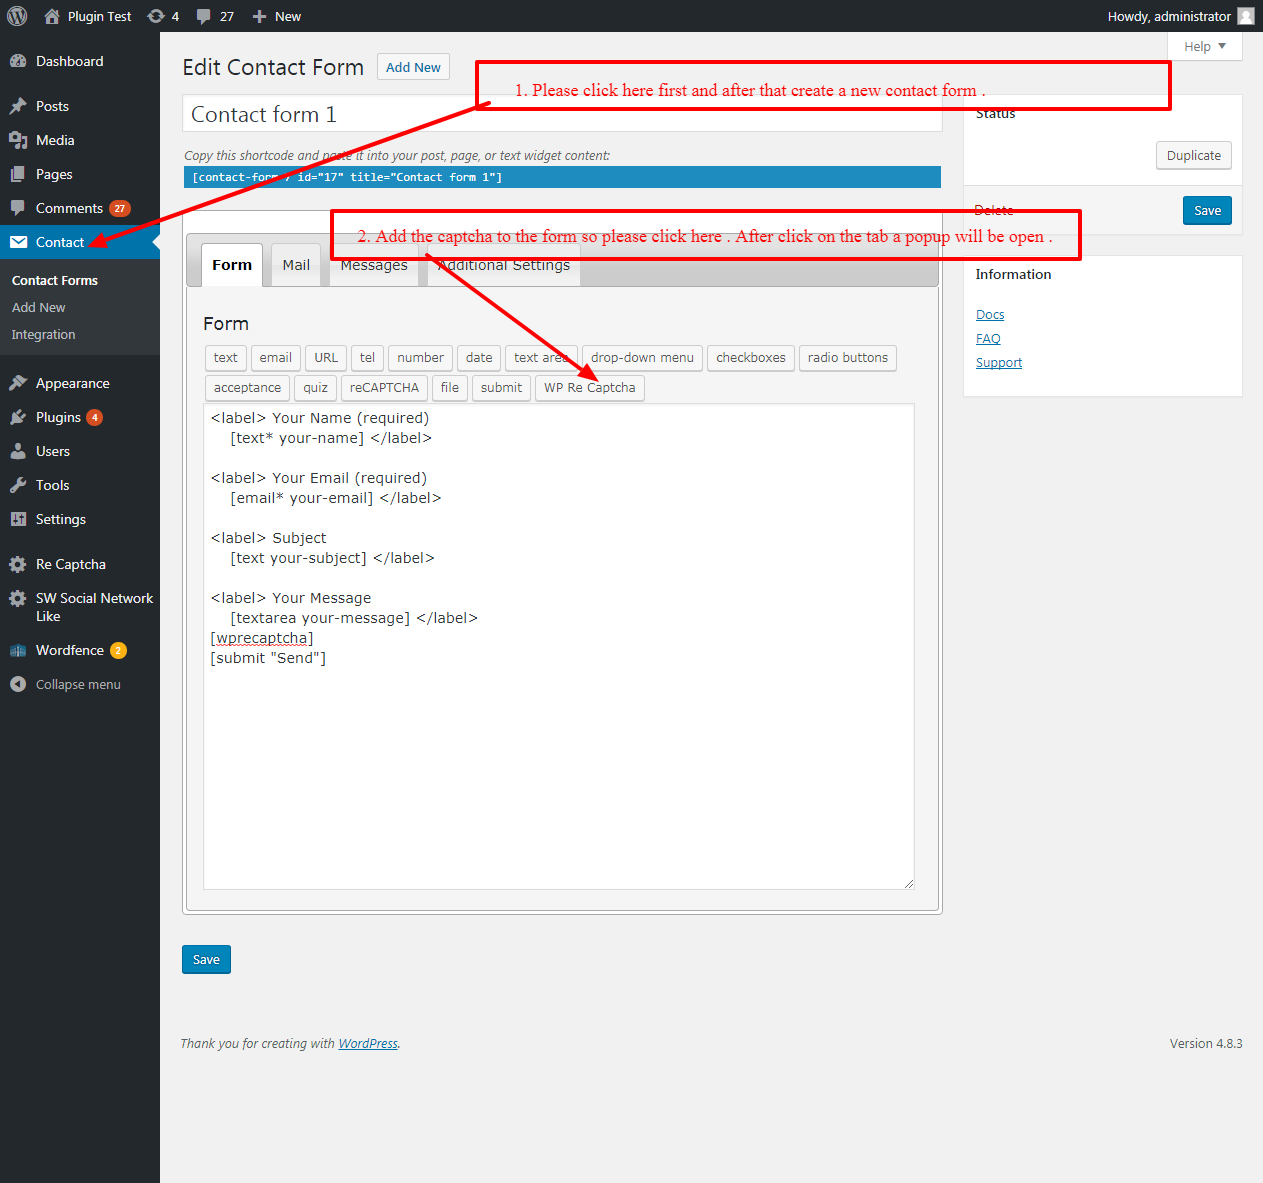 Plugin Test 4 27 New
Howdy, administrator
Help
Dashboard
Posts
Media
Pages
Comments 27
Contact
Contact Forms
Add New
Integration
Appearance
Plugins 4
Users
Tools
Settings
Re Captcha
SW Social Network
Like
Wordfence 2
Collapse menu
Edit Contact Form Add New
1. Please click here first and after that create a new contact form .
Contact form 1
Copy this shortcode and paste it into your post, page, or text widget content:
[contact-form-7 id="17" title="Contact form 1"]
2. Add the captcha to the form so please click here . After click on the tab a popup will be open .
Form Mail Messages Additional Settings
Form
text email URL tel number date text area drop-down menu checkboxes radio buttons
acceptance quiz reCAPTCHA file submit WP Re Captcha
<label> Your Name (required)
[text* your-name] </label>
<label> Your Email (required)
[email* your-email] </label>
<label> Subject
[text your-subject] </label>
<label> Your Message
[textarea your-message] </label>
[wprecaptcha]
[submit "Send"]
Save
Status
Duplicate
Delete Save
Information
Docs
FAQ
Support
Thank you for creating with WordPress.
Version 4.8.3